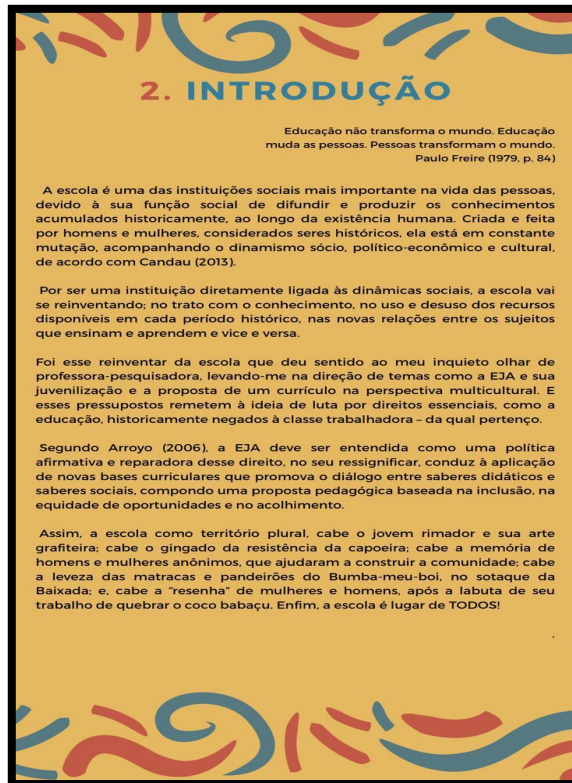 2. INTRODUÇÃO
Educação não transforma o mundo. Educação
muda as pessoas. Pessoas transformam o mundo.
Paulo Freire (1979, p. 84)
A escola é uma das instituições sociais mais importante na vida das pessoas,
devido à sua função social de difundir e produzir os conhecimentos
acumulados historicamente, ao longo da existência humana. Criada e feita
por homens e mulheres, considerados seres históricos, ela está em constante
mutação, acompanhando o dinamismo sócio, político-econômico e cultural,
de acordo com Candau (2013).
Por ser uma instituição diretamente ligada às dinâmicas sociais, a escola vai
se reinventando; no trato com o conhecimento, no uso e desuso dos recursos
disponíveis em cada período histórico, nas novas relações entre os sujeitos
que ensinam e aprendem e vice e versa.
Foi esse reinventar da escola que deu sentido ao meu inquieto olhar de
professora-pesquisadora, levando-me na direção de temas como a EJA e sua
juvenilização e a proposta de um currículo na perspectiva multicultural. E
esses pressupostos remetem à ideia de luta por direitos essenciais, como a
educação, historicamente negados à classe trabalhadora – da qual pertenço.
Segundo Arroyo (2006), a EJA deve ser entendida como uma política
afirmativa e reparadora desse direito, no seu ressignificar, conduz à aplicação
de novas bases curriculares que promova o diálogo entre saberes didáticos e
saberes sociais, compondo uma proposta pedagógica baseada na inclusão, na
equidade de oportunidades e no acolhimento.
Assim, a escola como território plural, cabe o jovem rimador e sua arte
grafiteira; cabe o gingado da resistência da capoeira; cabe a memória de
homens e mulheres anônimos, que ajudaram a construir a comunidade; cabe
a leveza das matracas e pandeirões do Bumba-meu-boi, no sotaque da
Baixada; e, cabe a "resenha" de mulheres e homens, após a labuta de seu
trabalho de quebrar o coco babaçu. Enfim, a escola é lugar de TODOS!
.